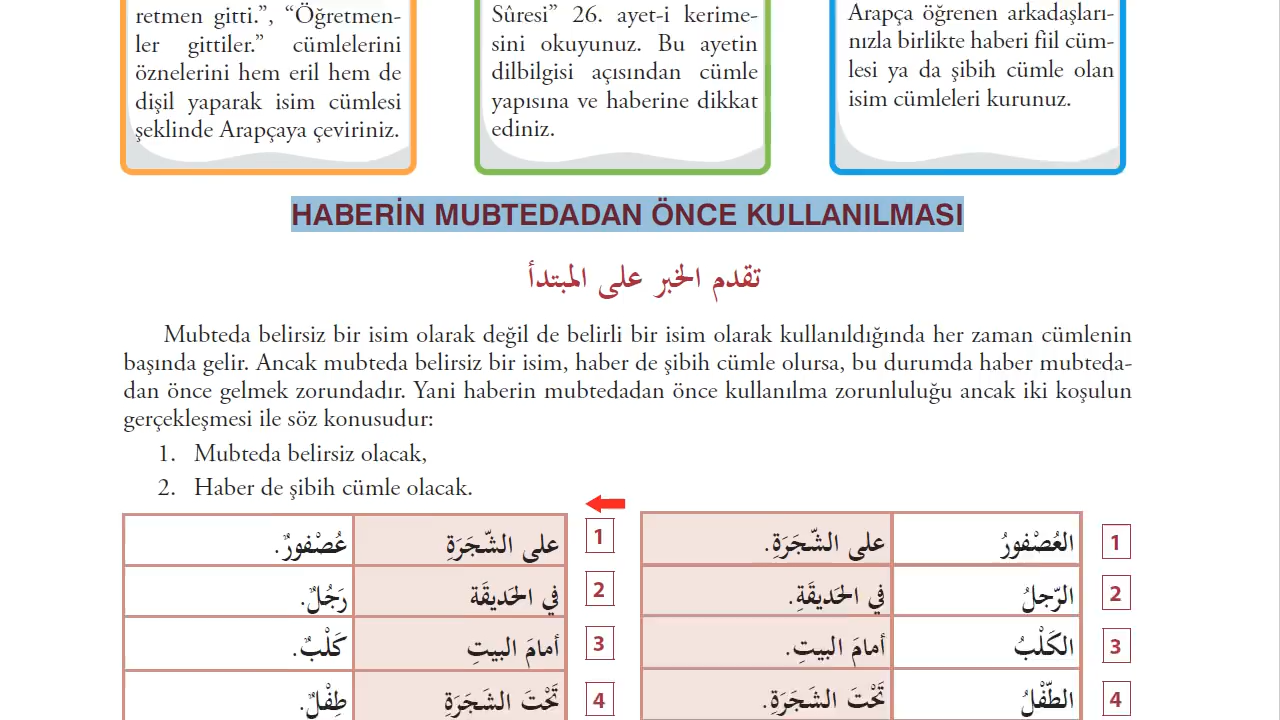 retmen gitti.”, “Öğretmen-
ler gittiler.” cümlelerini
öznelerini hem eril hem de
dişil yaparak isim cümlesi
şeklinde Arapçaya çeviriniz.
Sûresi” 26. ayet-i kerime-
sini okuyunuz. Bu ayetin
dilbilgisi açısından cümle
yapısına ve haberine dikkat
ediniz.
Arapça öğrenen arkadaşları-
nızla birlikte haberi fiil cüm-
lesi ya da şibih cümle olan
isim cümleleri kurunuz.
HABERİN MUBTEDADAN ÖNCE KULLANILMASI
تقدم الخبر على المبتدأ
Mubteda belirsiz bir isim olarak değil de belirli bir isim olarak kullanıldığında her zaman cümlenin
başında gelir. Ancak mubteda belirsiz bir isim, haber de şibih cümle olursa, bu durumda haber mubteda-
dan önce gelmek zorundadır. Yani haberin mubtedadan önce kullanılma zorunluluğu ancak iki koşulun
gerçekleşmesi ile söz konusudur:
1. Mubteda belirsiz olacak,
2. Haber de şibih cümle olacak.
1 العُصْفورُ على الشّجَرَةِ.
2 الرّجلُ في الحَديقَةِ.
3 الكَلْبُ أمامَ البيتِ.
4 الطّفْلُ تَحْتَ الشَجَرَةِ.
1 على الشّجَرَةِ عُصْفورٌ.
2 في الحَديقَة رَجُلٌ.
3 أمامَ البيتِ كَلْبٌ.
4 تَحْتَ الشَجَرَةِ طِفْلٌ.